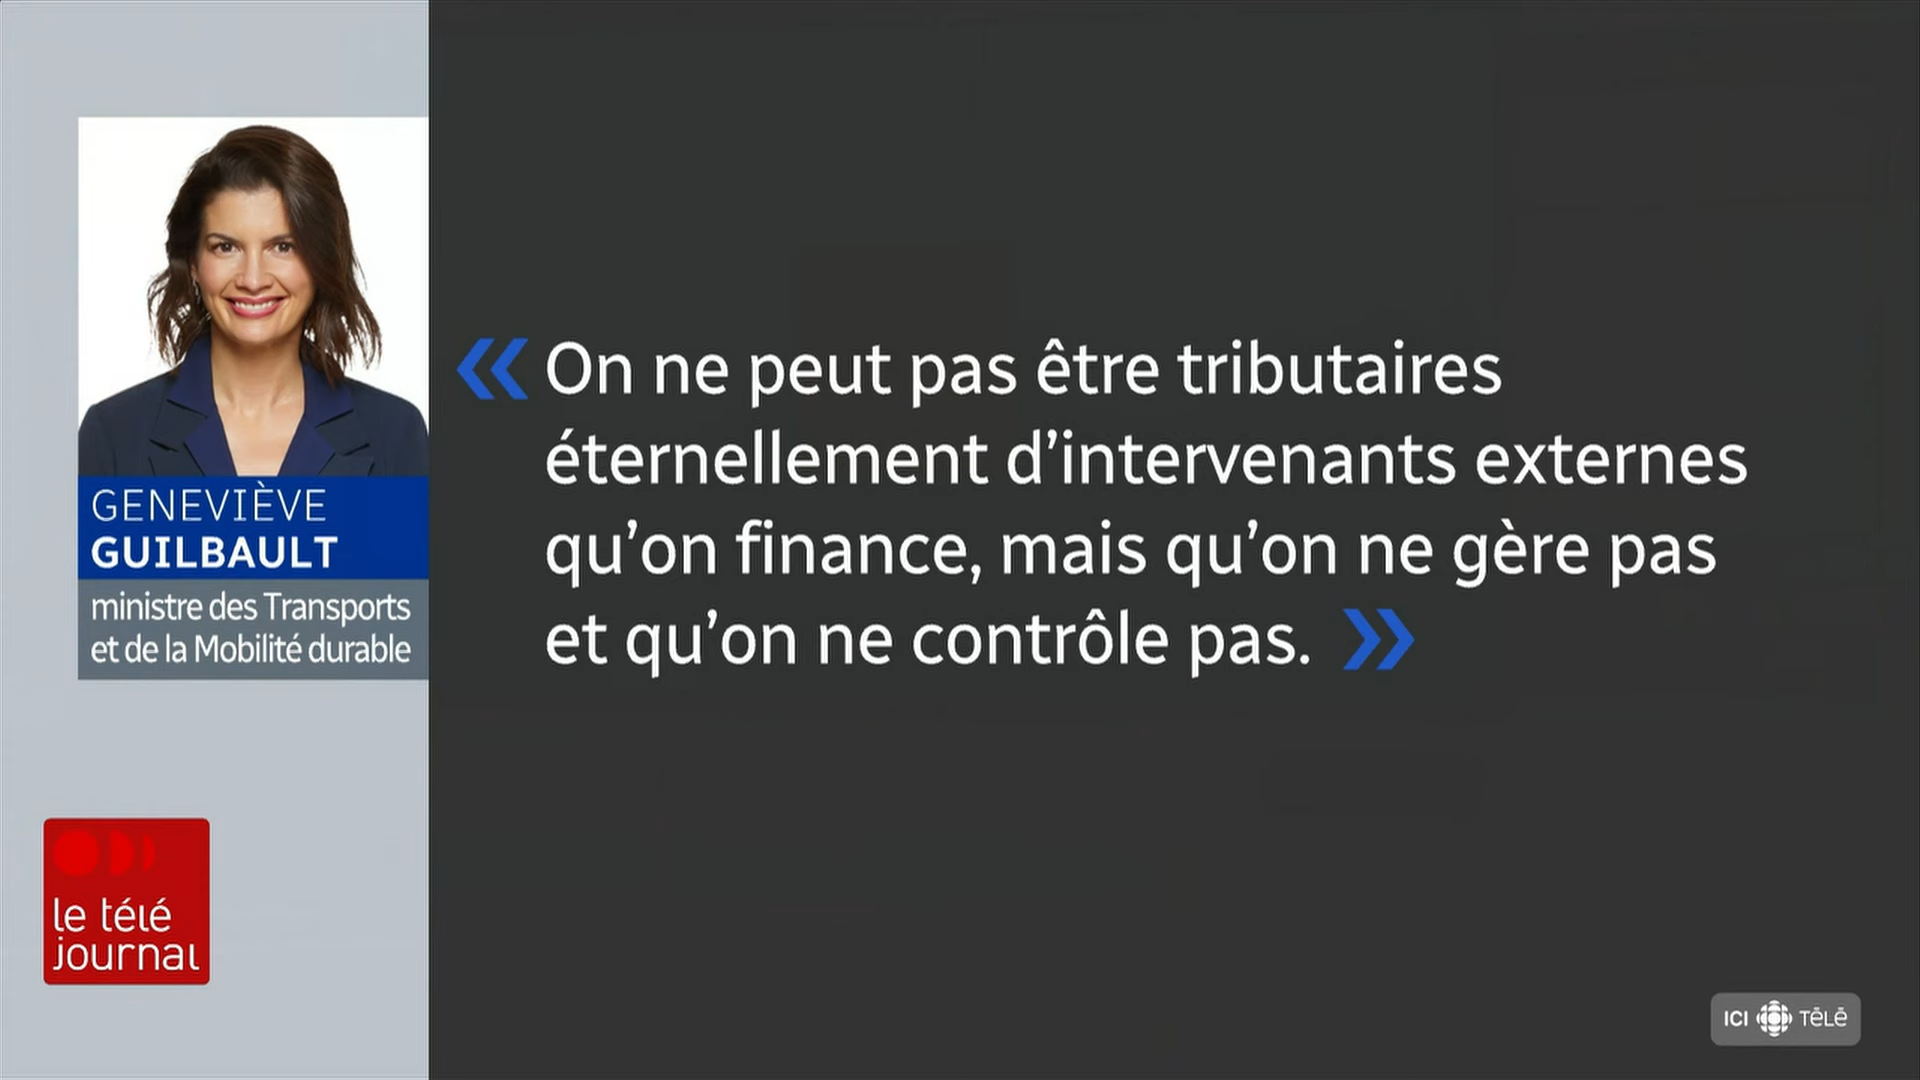 GENEVIÈVE
GUILBAULT
ministre des Transports
et de la Mobilité durable
« On ne peut pas être tributaires
éternellement d’intervenants externes
qu’on finance, mais qu’on ne gère pas
et qu’on ne contrôle pas. »
le télé
journal
ICI TÉLÉ